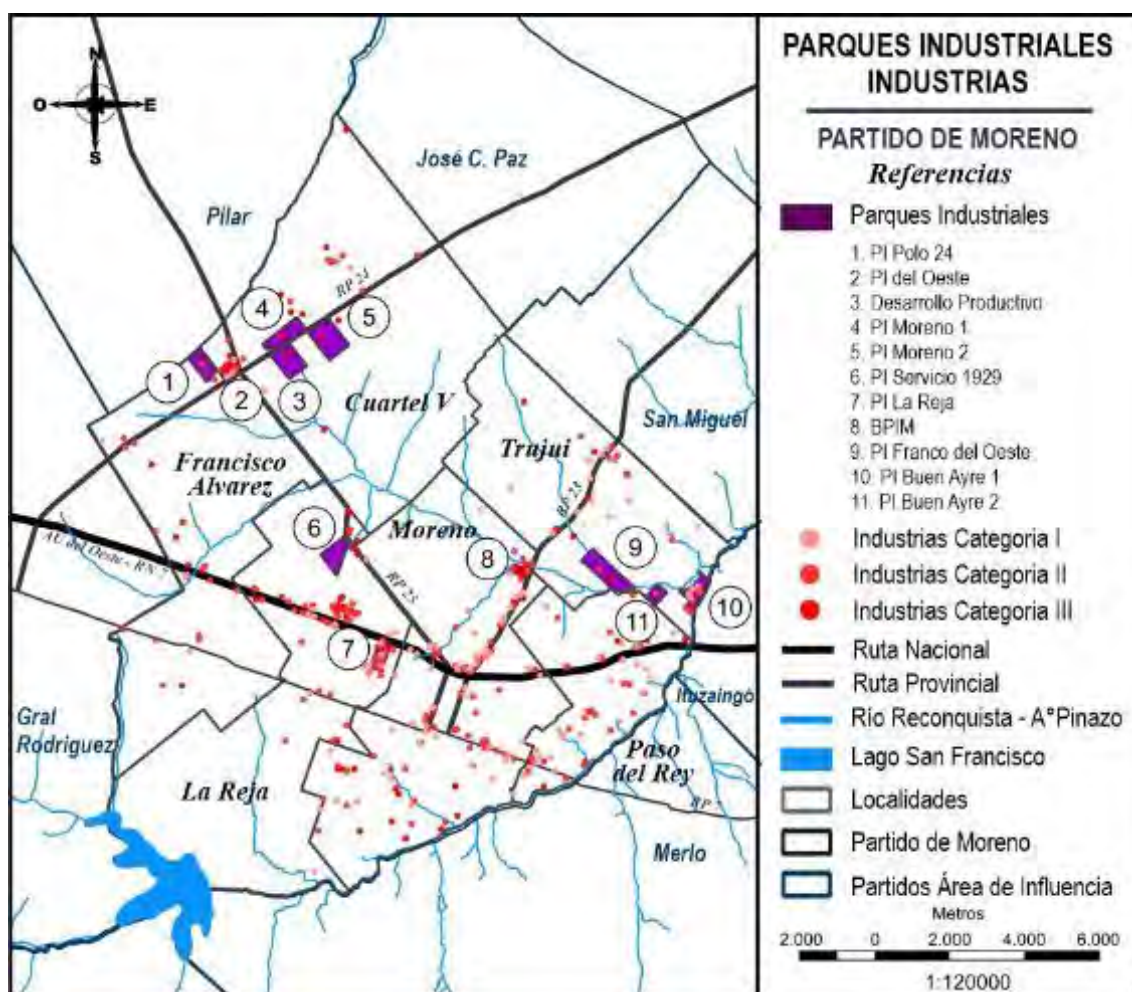 N
O
E
S
José C. Paz
Pilar
RP 24
4
5
1
2
3
Cuartel V
San Miguel
Trujui
Francisco
Alvarez
RP 23
6
Moreno
8
9
AU del Oeste - RN 7
RP 25
10
11
7
Ituzaingo
Gral
Rodriguez
Paso
del Rey
La Reja
RP 7
Merlo
PARQUES INDUSTRIALES
INDUSTRIAS
PARTIDO DE MORENO
Referencias
Parques Industriales
1. PI Polo 24
2. PI del Oeste
3. Desarrollo Productivo
4. PI Moreno 1
5. PI Moreno 2
6. PI Servicio 1929
7. PI La Reja
8. BPIM
9. PI Franco del Oeste
10. PI Buen Ayre 1
11. PI Buen Ayre 2
Industrias Categoria I
Industrias Categoria II
Industrias Categoria III
Ruta Nacional
Ruta Provincial
Río Reconquista - A°Pinazo
Lago San Francisco
Localidades
Partido de Moreno
Partidos Área de Influencia
Metros
2.000 0 2.000 4.000 6.000
1:120000